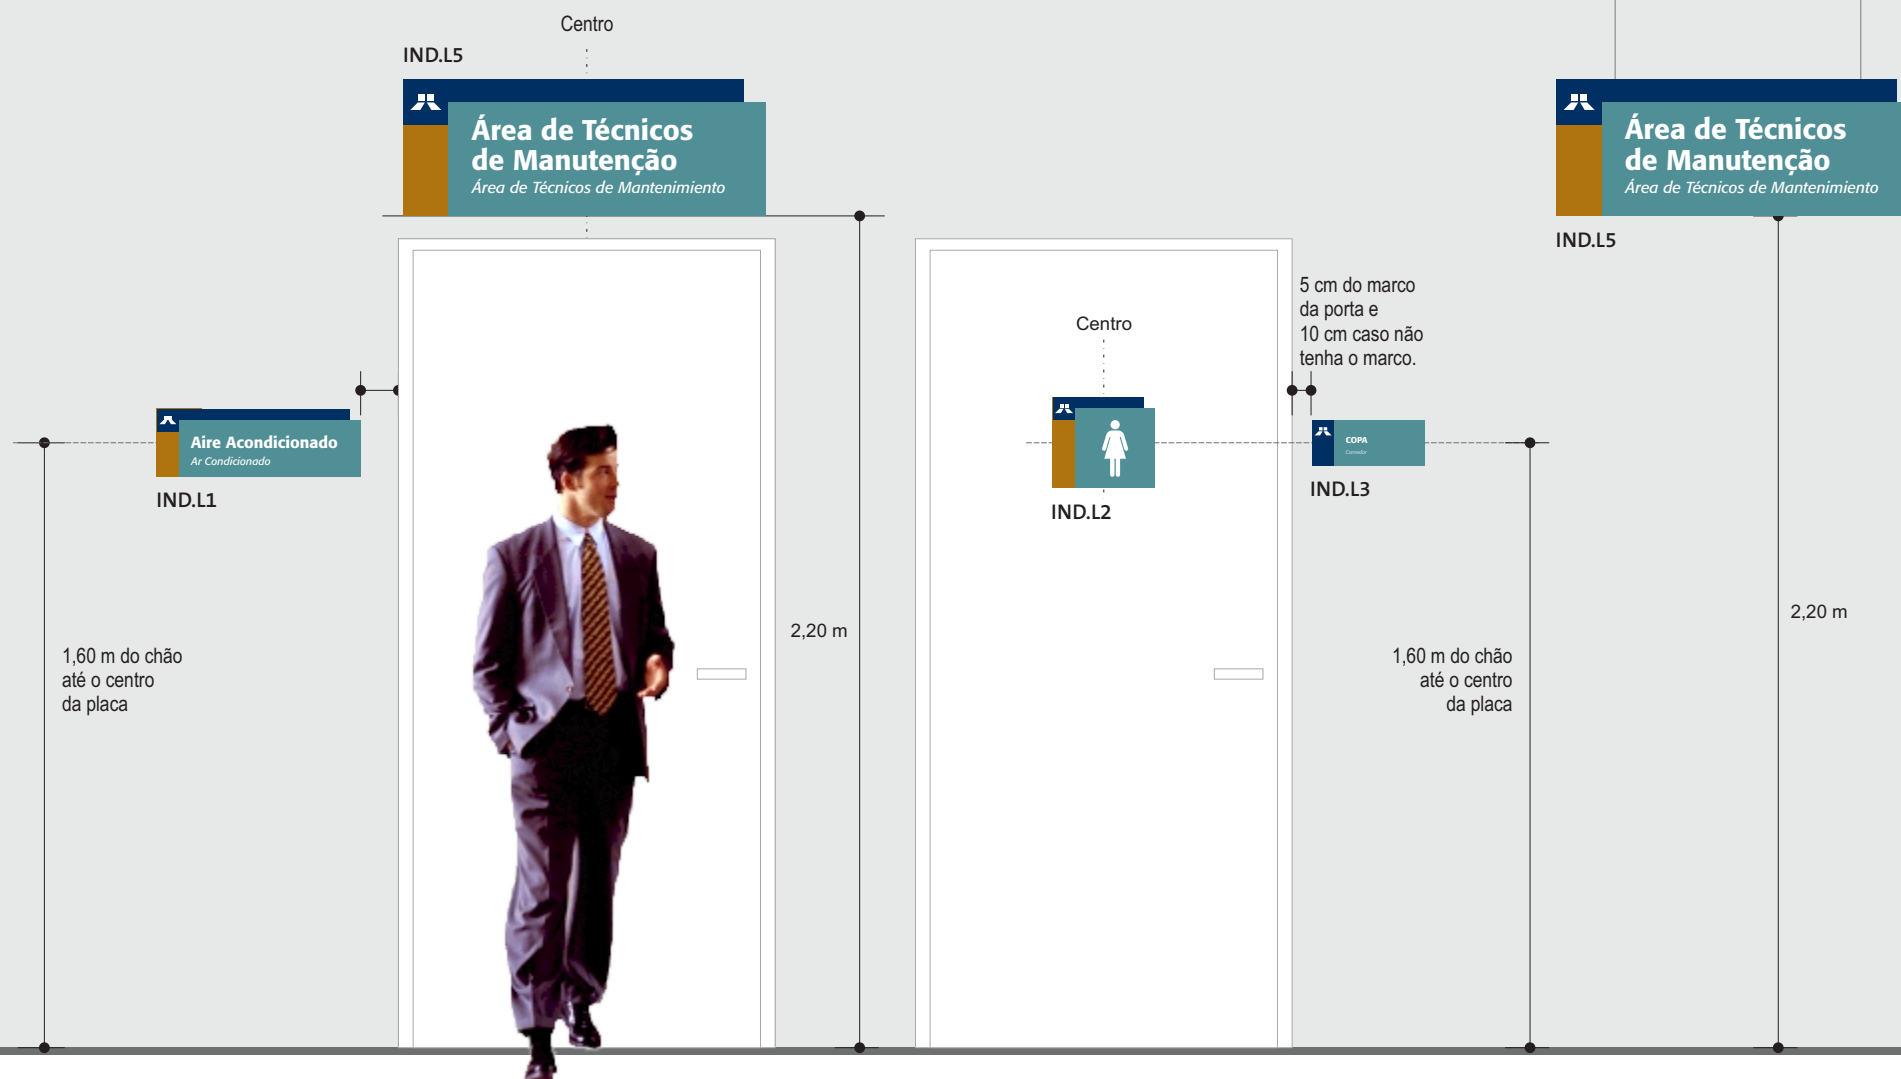 Centro
IND.L5
Área de Técnicos
de Manutenção
Área de Técnicos de Mantenimiento
Área de Técnicos
de Manutenção
Área de Técnicos de Mantenimiento
IND.L5
5 cm do marco
da porta e
10 cm caso não
tenha o marco.
Centro
Aire Acondicionado
Ar Condicionado
IND.L1
COPA
Comedor
IND.L3
IND.L2
2,20 m
2,20 m
1,60 m do chão
até o centro
da placa
1,60 m do chão
até o centro
da placa